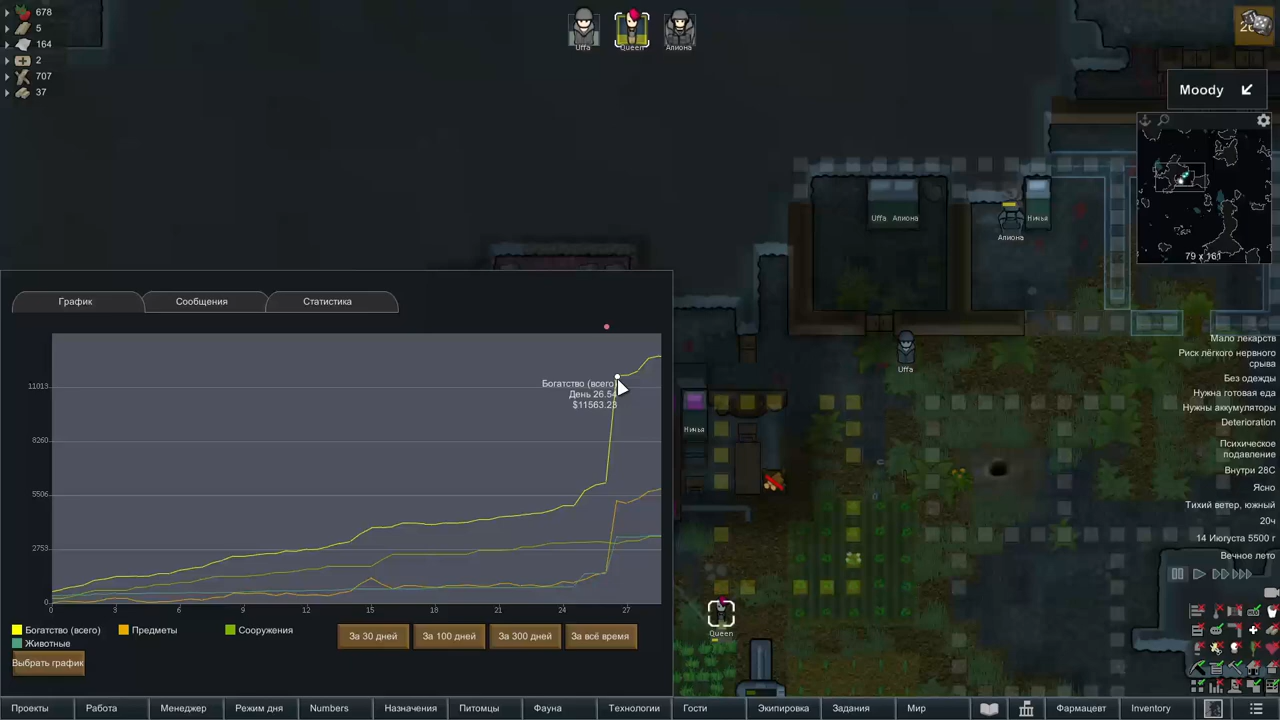 678
5
164
2
707
37
Uffa
Queen
Алиона
Moody
79 x 161
Uffa Алиона
Ничья
Алиона
Uffa
Ничья
Queen
График
Сообщения
Статистика
Богатство (всего)
День 26.54
$11563.23
11013
8260
5506
2753
0
0 3 6 9 12 15 18 21 24 27
Богатство (всего)
Предметы
Сооружения
Животные
За 30 дней
За 100 дней
За 300 дней
За всё время
Выбрать график
Мало лекарств
Риск лёгкого нервного
срыва
Без одежды
Нужна готовая еда
Нужны аккумуляторы
Deterioration
Психическое
подавление
Внутри 28C
Ясно
Тихий ветер, южный
20ч
14 Июгуста 5500 г
Вечное лето
Проекты
Работа
Менеджер
Режим дня
Numbers
Назначения
Питомцы
Фауна
Технологии
Гости
Экипировка
Задания
Мир
Фармацевт
Inventory